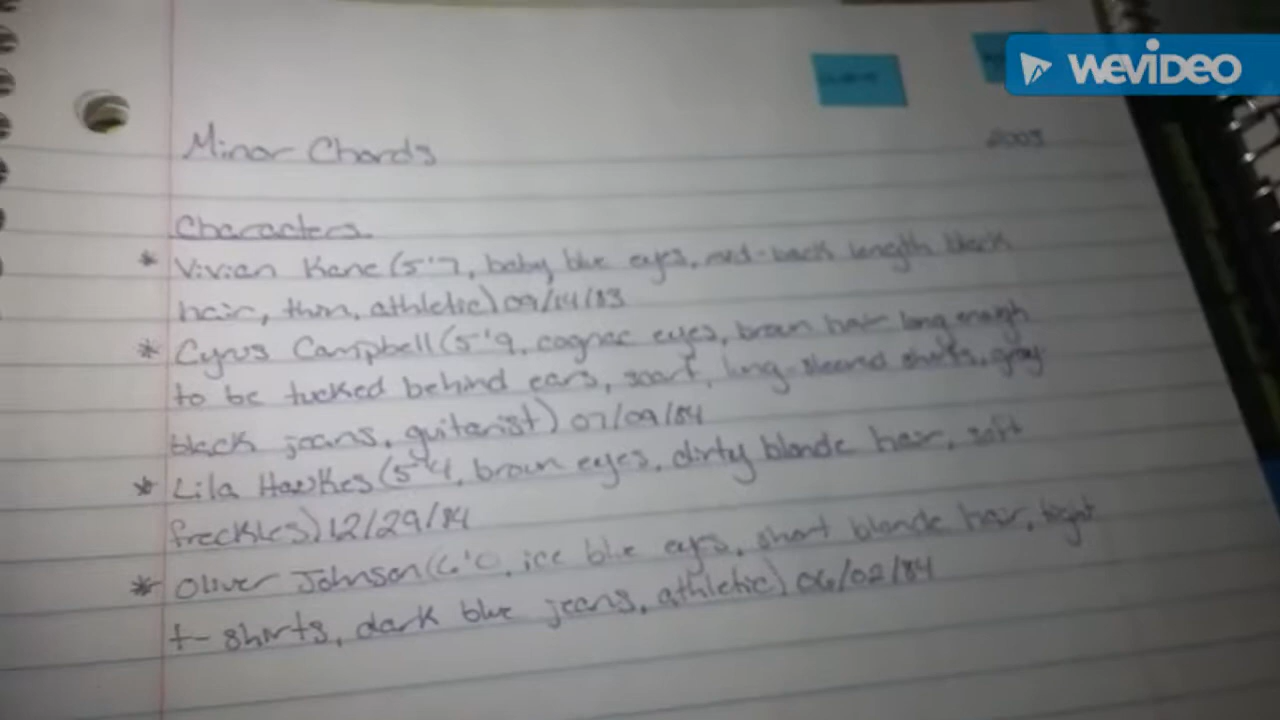 WEVIDEO
Minor Chords 2003
Characters
* Vivian Kane (5'7, baby blue eyes, mid-back length black
hair, thin, athletic) 09/14/83
* Cyrus Campbell (5'9, cognac eyes, brown hair long enough
to be tucked behind ears, scarf, long-sleeved shirts, gray
black jeans, guitarist) 07/09/84
* Lila Hawkes (5'4, brown eyes, dirty blonde hair, soft
freckles) 12/29/84
* Oliver Johnson (6'0, ice blue eyes, short blonde hair,
t-shirts, dark blue jeans, athletic) 06/02/84